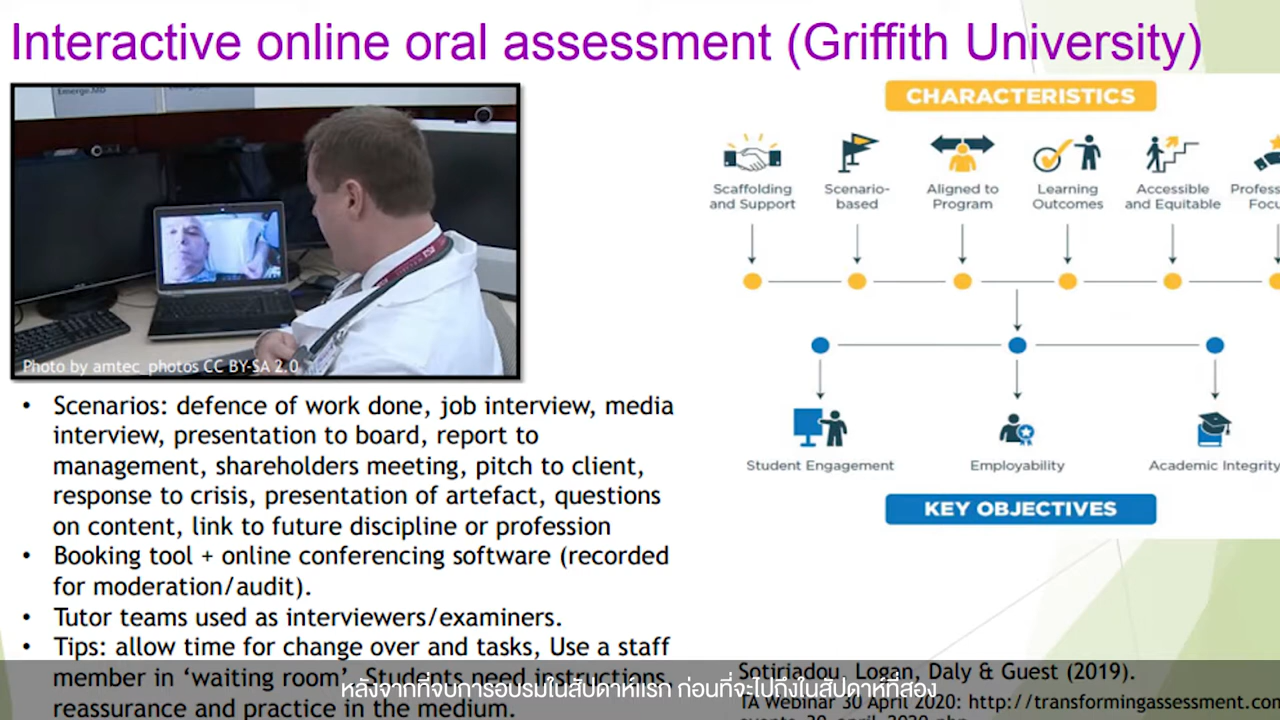 Interactive online oral assessment (Griffith University)
Emerge.MD
Photo by amtec_photos CC BY-SA 2.0
• Scenarios: defence of work done, job interview, media
interview, presentation to board, report to
management, shareholders meeting, pitch to client,
response to crisis, presentation of artefact, questions
on content, link to future discipline or profession
• Booking tool + online conferencing software (recorded
for moderation/audit).
• Tutor teams used as interviewers/examiners.
• Tips: allow time for change over and tasks, Use a staff
member in ‘waiting room’. Students need instructions,
reassurance and practice in the medium.
CHARACTERISTICS
Scaffolding
and Support
Scenario-
based
Aligned to
Program
Learning
Outcomes
Accessible
and Equitable
Profess
Focu
Student Engagement
Employability
Academic Integrity
KEY OBJECTIVES
Sotiriadou, Logan, Daly & Guest (2019).
TA Webinar 30 April 2020: http://transformingassessment.com
หลังจากที่จบการอบรมในสัปดาห์แรก ก่อนที่จะไปถึงในสัปดาห์ที่สอง